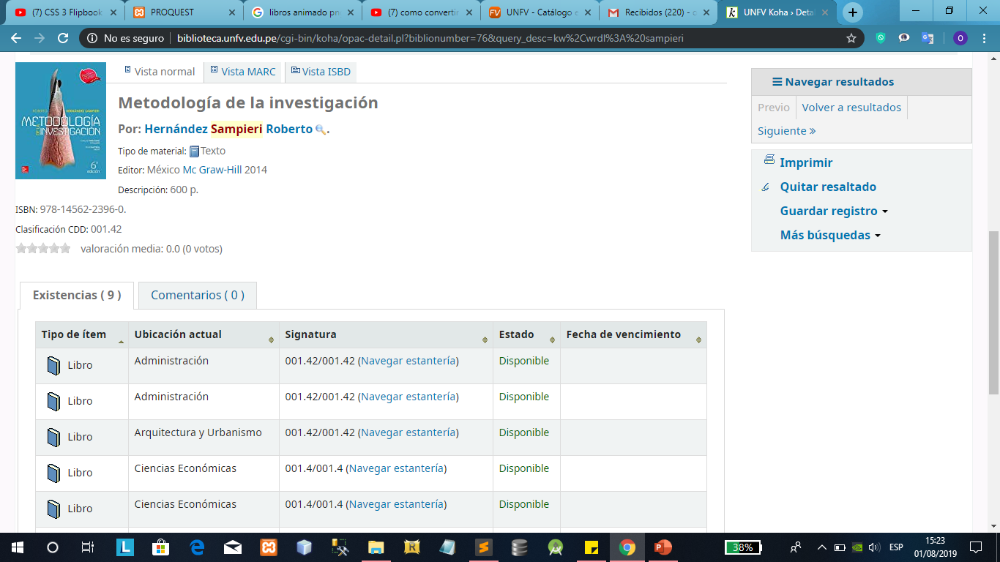 (7) CSS 3 Flipbook
PROQUEST
libros animado pn
(7) como convertir
UNFV - Catálogo e
Recibidos (220) - c
UNFV Koha › Deta
No es seguro
biblioteca.unfv.edu.pe/cgi-bin/koha/opac-detail.pl?biblionumber=76&query_desc=kw%2Cwrdl%3A%20sampieri
O
METODOLOGÍA
DE LA INVESTIGACIÓN
6ª
edición
Vista normal
Vista MARC
Vista ISBD
Metodología de la investigación
Por: Hernández Sampieri Roberto .
Tipo de material: Texto
Editor: México Mc Graw-Hill 2014
Descripción: 600 p.
ISBN: 978-14562-2396-0.
Clasificación CDD: 001.42
valoración media: 0.0 (0 votos)
Navegar resultados
Previo
Volver a resultados
Siguiente »
Imprimir
Quitar resaltado
Guardar registro
Más búsquedas
Existencias ( 9 )
Comentarios ( 0 )
Tipo de ítem Ubicación actual Signatura Estado Fecha de vencimiento
Libro Administración 001.42/001.42 (Navegar estantería) Disponible
Libro Administración 001.42/001.42 (Navegar estantería) Disponible
Libro Arquitectura y Urbanismo 001.42/001.42 (Navegar estantería) Disponible
Libro Ciencias Económicas 001.4/001.4 (Navegar estantería) Disponible
Libro Ciencias Económicas 001.4/001.4 (Navegar estantería) Disponible
38%
ESP
15:23
01/08/2019